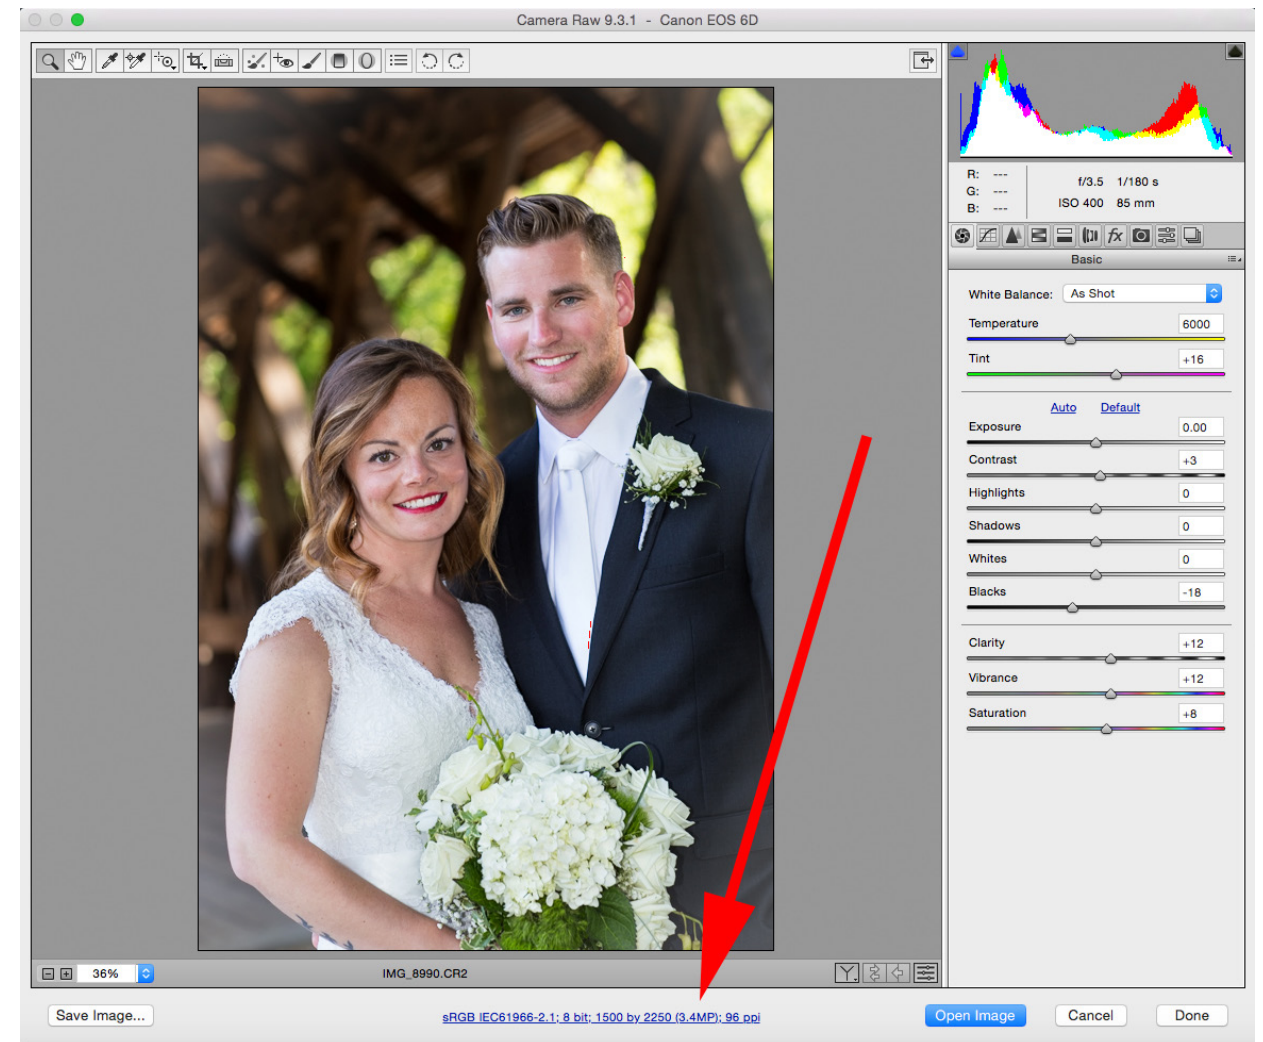 Camera Raw 9.3.1 - Canon EOS 6D
R: ---
G: ---
B: ---
f/3.5 1/180 s
ISO 400 85 mm
fx
Basic
White Balance: As Shot
Temperature 6000
Tint +16
Auto Default
Exposure 0.00
Contrast +3
Highlights 0
Shadows 0
Whites 0
Blacks -18
Clarity +12
Vibrance +12
Saturation +8
36% IMG_8990.CR2 Y
Save Image... sRGB IEC61966-2.1; 8 bit; 1500 by 2250 (3.4MP); 96 ppi Open Image Cancel Done